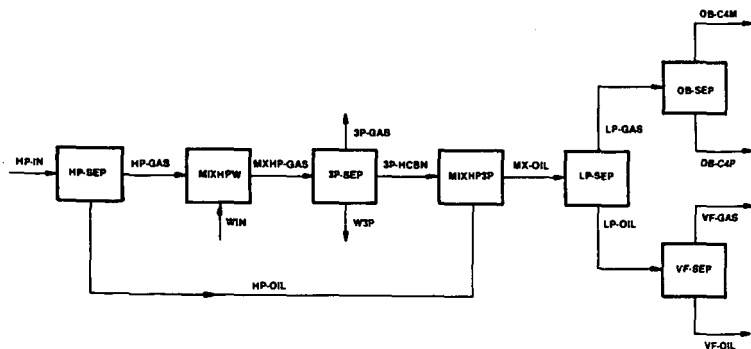 OB-C4M
OB-SEP
3P-GAS
LP-GAS
HP-IN
HP-SEP
HP-GAS
MIXHPW
MXHP-GAS
3P-SEP
3P-HCBN
MIXHP3P
MX-OIL
LP-SEP
OB-C4P
VF-GAS
WIN
W3P
LP-OIL
VF-SEP
HP-OIL
VF-OIL